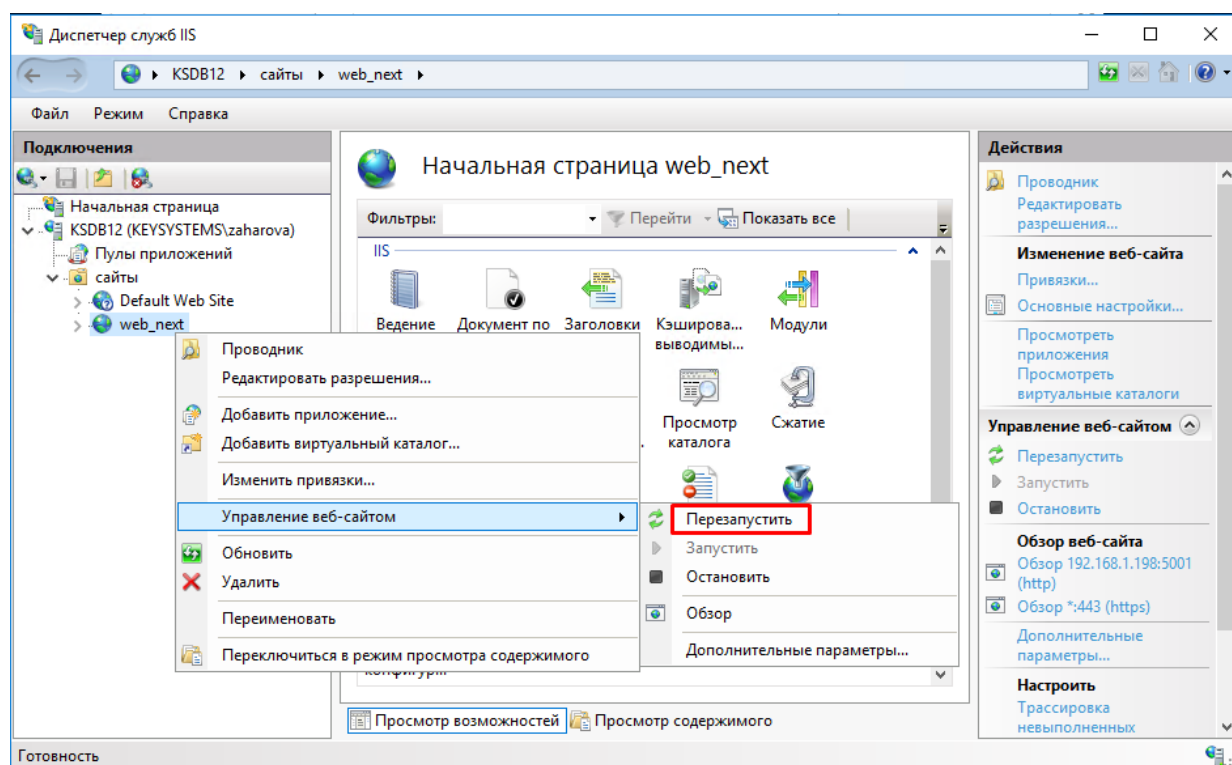 Диспетчер служб IIS
KSDB12
сайты
web_next
Файл Режим Справка
Подключения
Начальная страница
KSDB12 (KEYSYSTEMS\zaharova)
Пулы приложений
сайты
Default Web Site
web_next
Начальная страница web_next
Фильтры:
Перейти
Показать все
IIS
Ведение
Документ по
Заголовки
Кэширова...
выводимы...
Модули
Просмотр
каталога
Сжатие
Проводник
Редактировать разрешения...
Добавить приложение...
Добавить виртуальный каталог...
Изменить привязки...
Управление веб-сайтом
Обновить
Удалить
Переименовать
Переключиться в режим просмотра содержимого
Перезапустить
Запустить
Остановить
Обзор
Дополнительные параметры...
Просмотр возможностей
Просмотр содержимого
Действия
Проводник
Редактировать
разрешения...
Изменение веб-сайта
Привязки...
Основные настройки...
Просмотреть
приложения
Просмотреть
виртуальные каталоги
Управление веб-сайтом
Перезапустить
Запустить
Остановить
Обзор веб-сайта
Обзор 192.168.1.198:5001
(http)
Обзор *:443 (https)
Дополнительные
параметры...
Настроить
Трассировка
невыполненных
Готовность